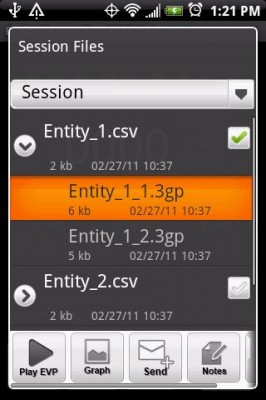 1:21 PM
Session Files
Session
Entity_1.csv
2 kb 02/27/11 10:37
Entity_1_1.3gp
6 kb 02/27/11 10:37
Entity_1_2.3gp
5 kb 02/27/11 10:37
Entity_2.csv
2 kb 02/27/11 10:37
Play EVP Graph Send Notes